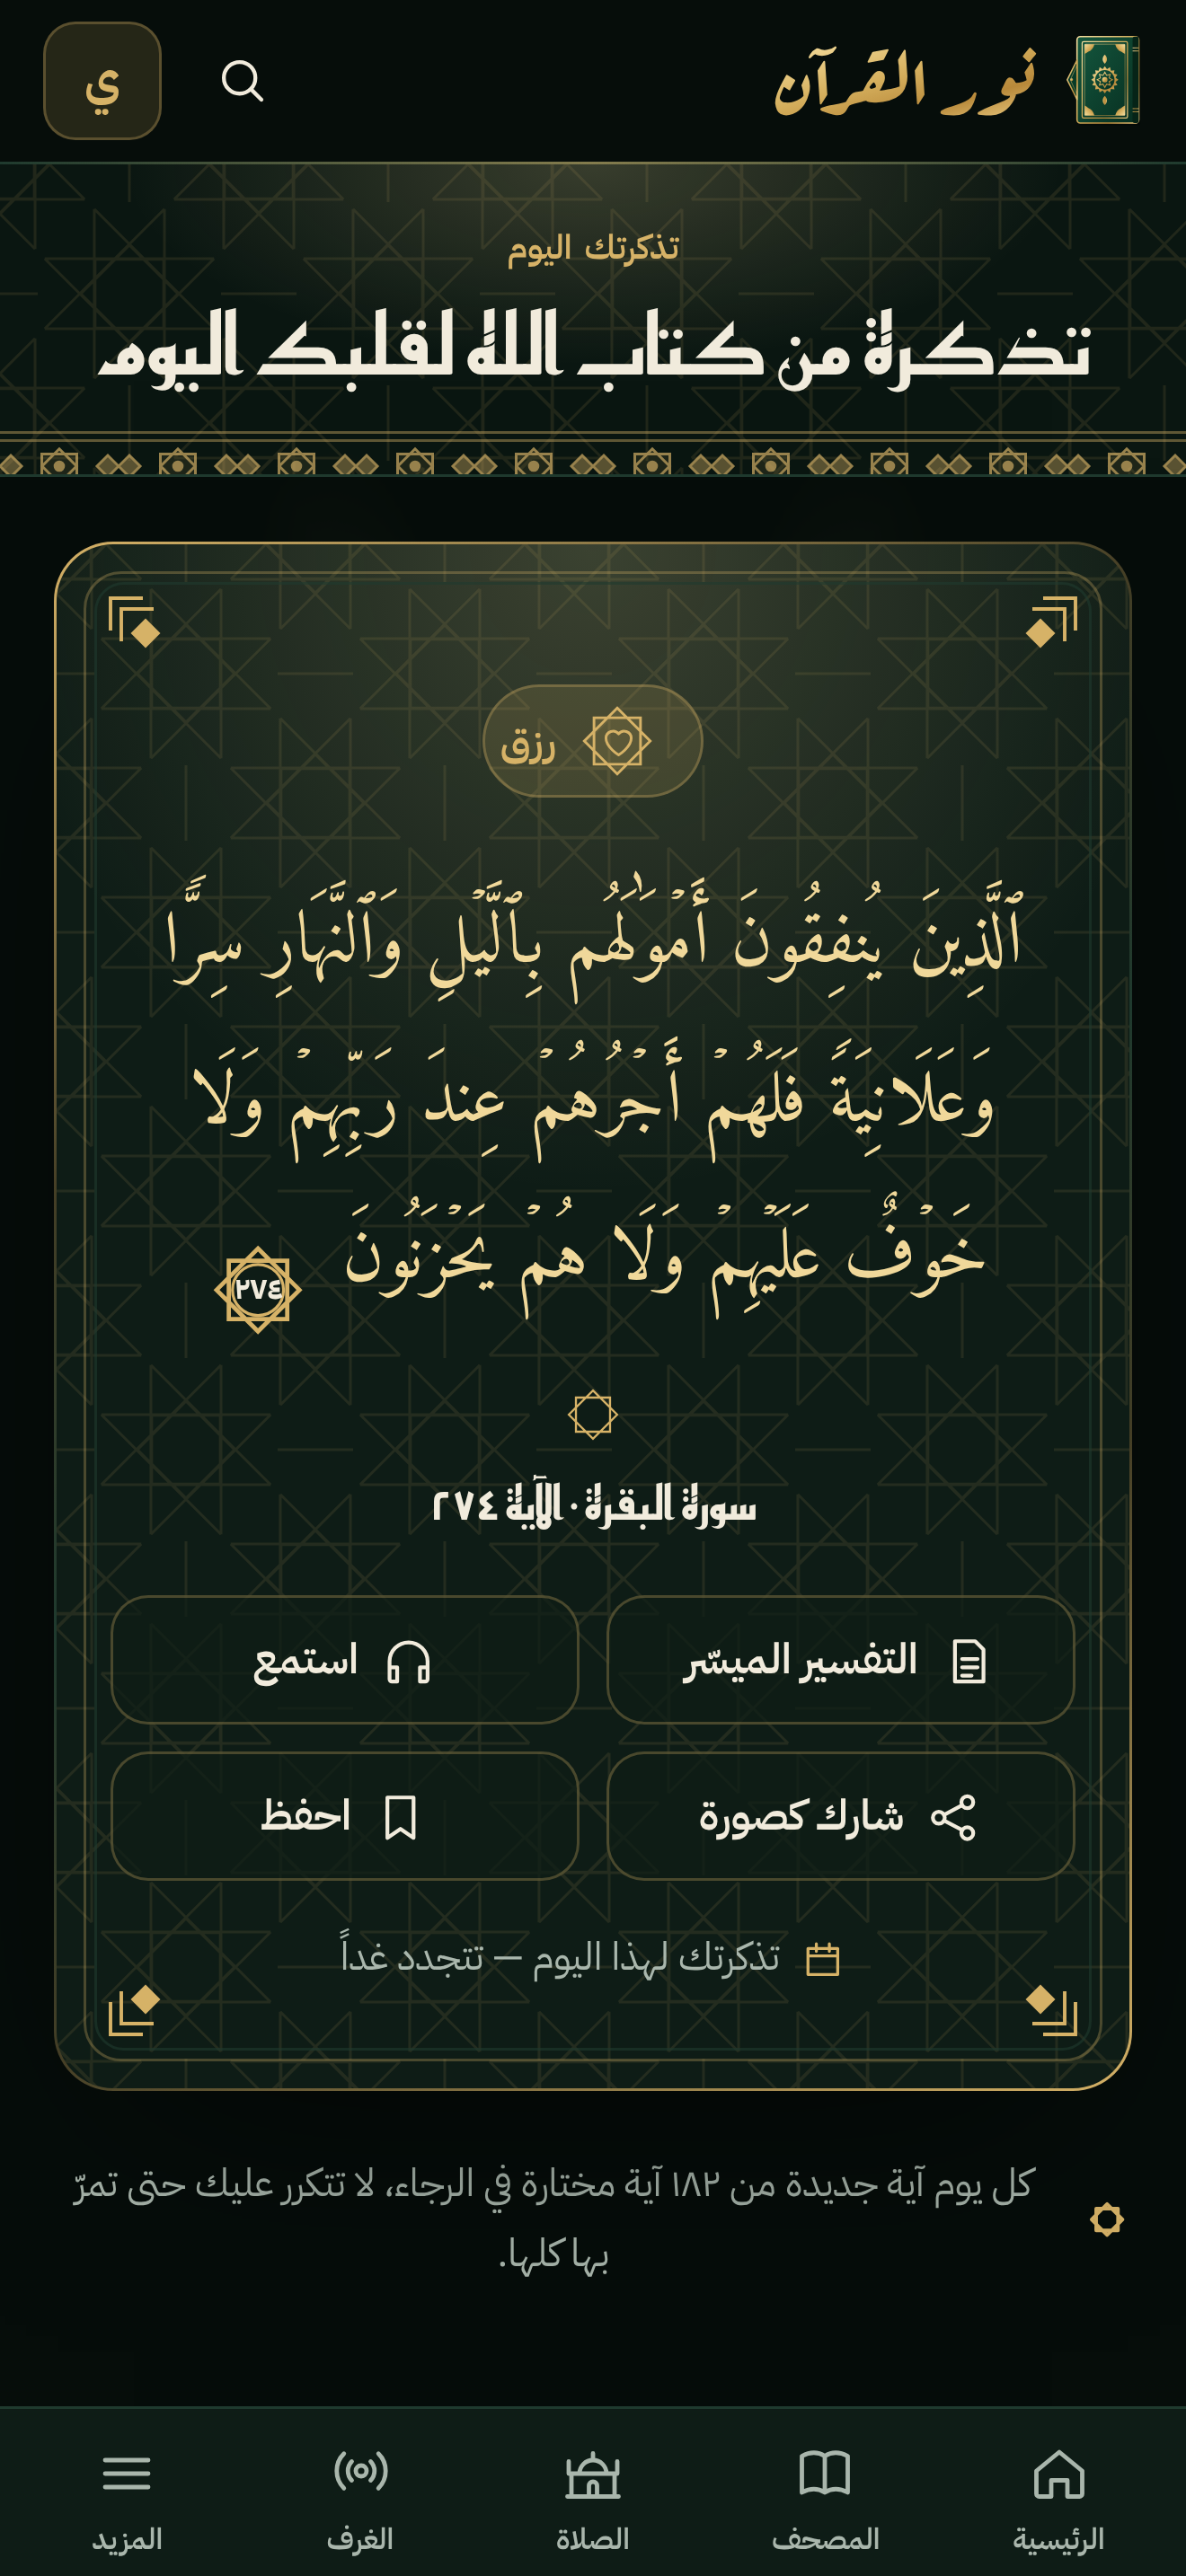 نور القرآن
ي
تذكرتك اليوم
تذكرة من كتاب الله لقلبك اليوم
رزق
ٱلَّذِينَ يُنفِقُونَ أَمۡوَٰلَهُم بِٱلَّيۡلِ وَٱلنَّهَارِ سِرّٗا
وَعَلَانِيَةٗ فَلَهُمۡ أَجۡرُهُمۡ عِندَ رَبِّهِمۡ وَلَا
خَوۡفٌ عَلَيۡهِمۡ وَلَا هُمۡ يَحۡزَنُونَ ٢٧٤
سورة البقرة · الآية ٢٧٤
التفسير الميسّر
استمع
شارك كصورة
احفظ
تذكرتك لهذا اليوم — تتجدد غداً
كل يوم آية جديدة من ١٨٢ آية مختارة في الرجاء، لا تتكرر عليك حتى تمرّ
بها كلها.
الرئيسية
المصحف
الصلاة
الغرف
المزيد